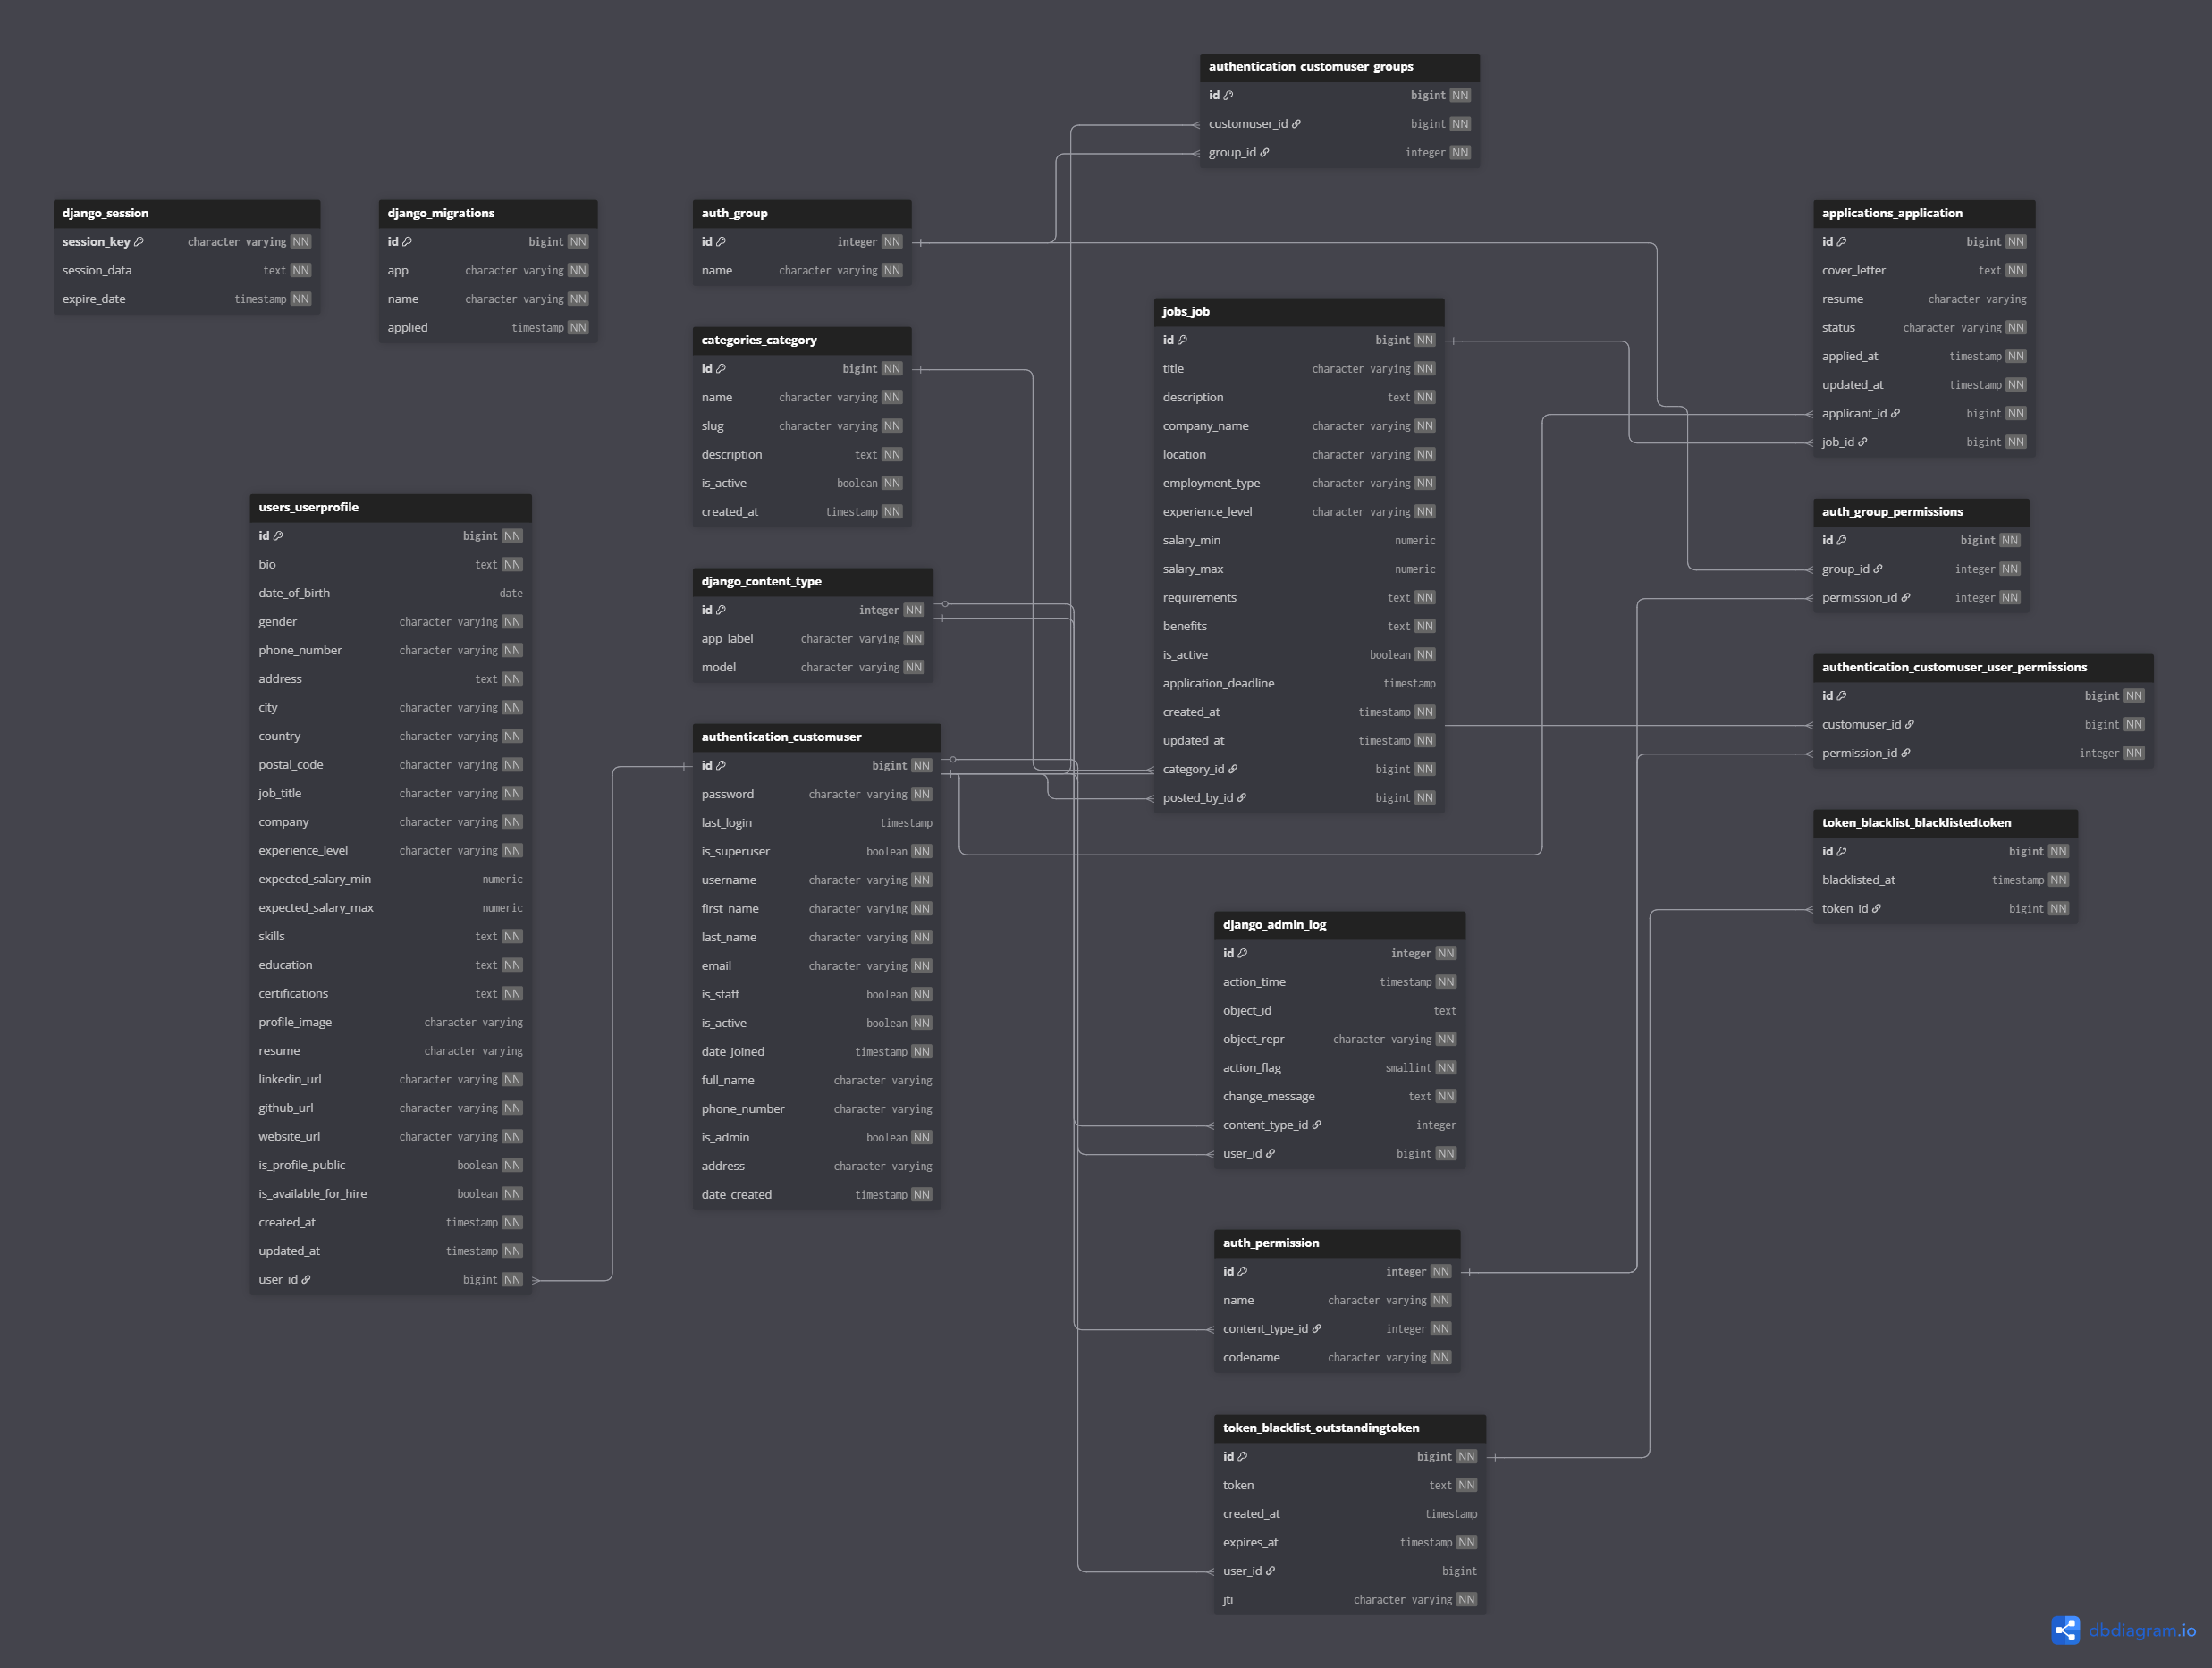 authentication_customuser_groups
id bigint NN
customuser_id bigint NN
group_id integer NN
django_session
session_key character varying NN
session_data text NN
expire_date timestamp NN
django_migrations
id bigint NN
app character varying NN
name character varying NN
applied timestamp NN
auth_group
id integer NN
name character varying NN
categories_category
id bigint NN
name character varying NN
slug character varying NN
description text NN
is_active boolean NN
created_at timestamp NN
jobs_job
id bigint NN
title character varying NN
description text NN
company_name character varying NN
location character varying NN
employment_type character varying NN
experience_level character varying NN
salary_min numeric
salary_max numeric
requirements text NN
benefits text NN
is_active boolean NN
application_deadline timestamp
created_at timestamp NN
updated_at timestamp NN
category_id bigint NN
posted_by_id bigint NN
applications_application
id bigint NN
cover_letter text NN
resume character varying
status character varying NN
applied_at timestamp NN
updated_at timestamp NN
applicant_id bigint NN
job_id bigint NN
users_userprofile
id bigint NN
bio text NN
date_of_birth date
gender character varying NN
phone_number character varying NN
address text NN
city character varying NN
country character varying NN
postal_code character varying NN
job_title character varying NN
company character varying NN
experience_level character varying NN
expected_salary_min numeric
expected_salary_max numeric
skills text NN
education text NN
certifications text NN
profile_image character varying
resume character varying
linkedin_url character varying NN
github_url character varying NN
website_url character varying NN
is_profile_public boolean NN
is_available_for_hire boolean NN
created_at timestamp NN
updated_at timestamp NN
user_id bigint NN
django_content_type
id integer NN
app_label character varying NN
model character varying NN
authentication_customuser
id bigint NN
password character varying NN
last_login timestamp
is_superuser boolean NN
username character varying NN
first_name character varying NN
last_name character varying NN
email character varying NN
is_staff boolean NN
is_active boolean NN
date_joined timestamp NN
full_name character varying
phone_number character varying
is_admin boolean NN
address character varying
date_created timestamp NN
auth_group_permissions
id bigint NN
group_id integer NN
permission_id integer NN
authentication_customuser_user_permissions
id bigint NN
customuser_id bigint NN
permission_id integer NN
token_blacklist_blacklistedtoken
id bigint NN
blacklisted_at timestamp NN
token_id bigint NN
django_admin_log
id integer NN
action_time timestamp NN
object_id text
object_repr character varying NN
action_flag smallint NN
change_message text NN
content_type_id integer
user_id bigint NN
auth_permission
id integer NN
name character varying NN
content_type_id integer NN
codename character varying NN
token_blacklist_outstandingtoken
id bigint NN
token text NN
created_at timestamp
expires_at timestamp NN
user_id bigint
jti character varying NN
dbdiagram.io